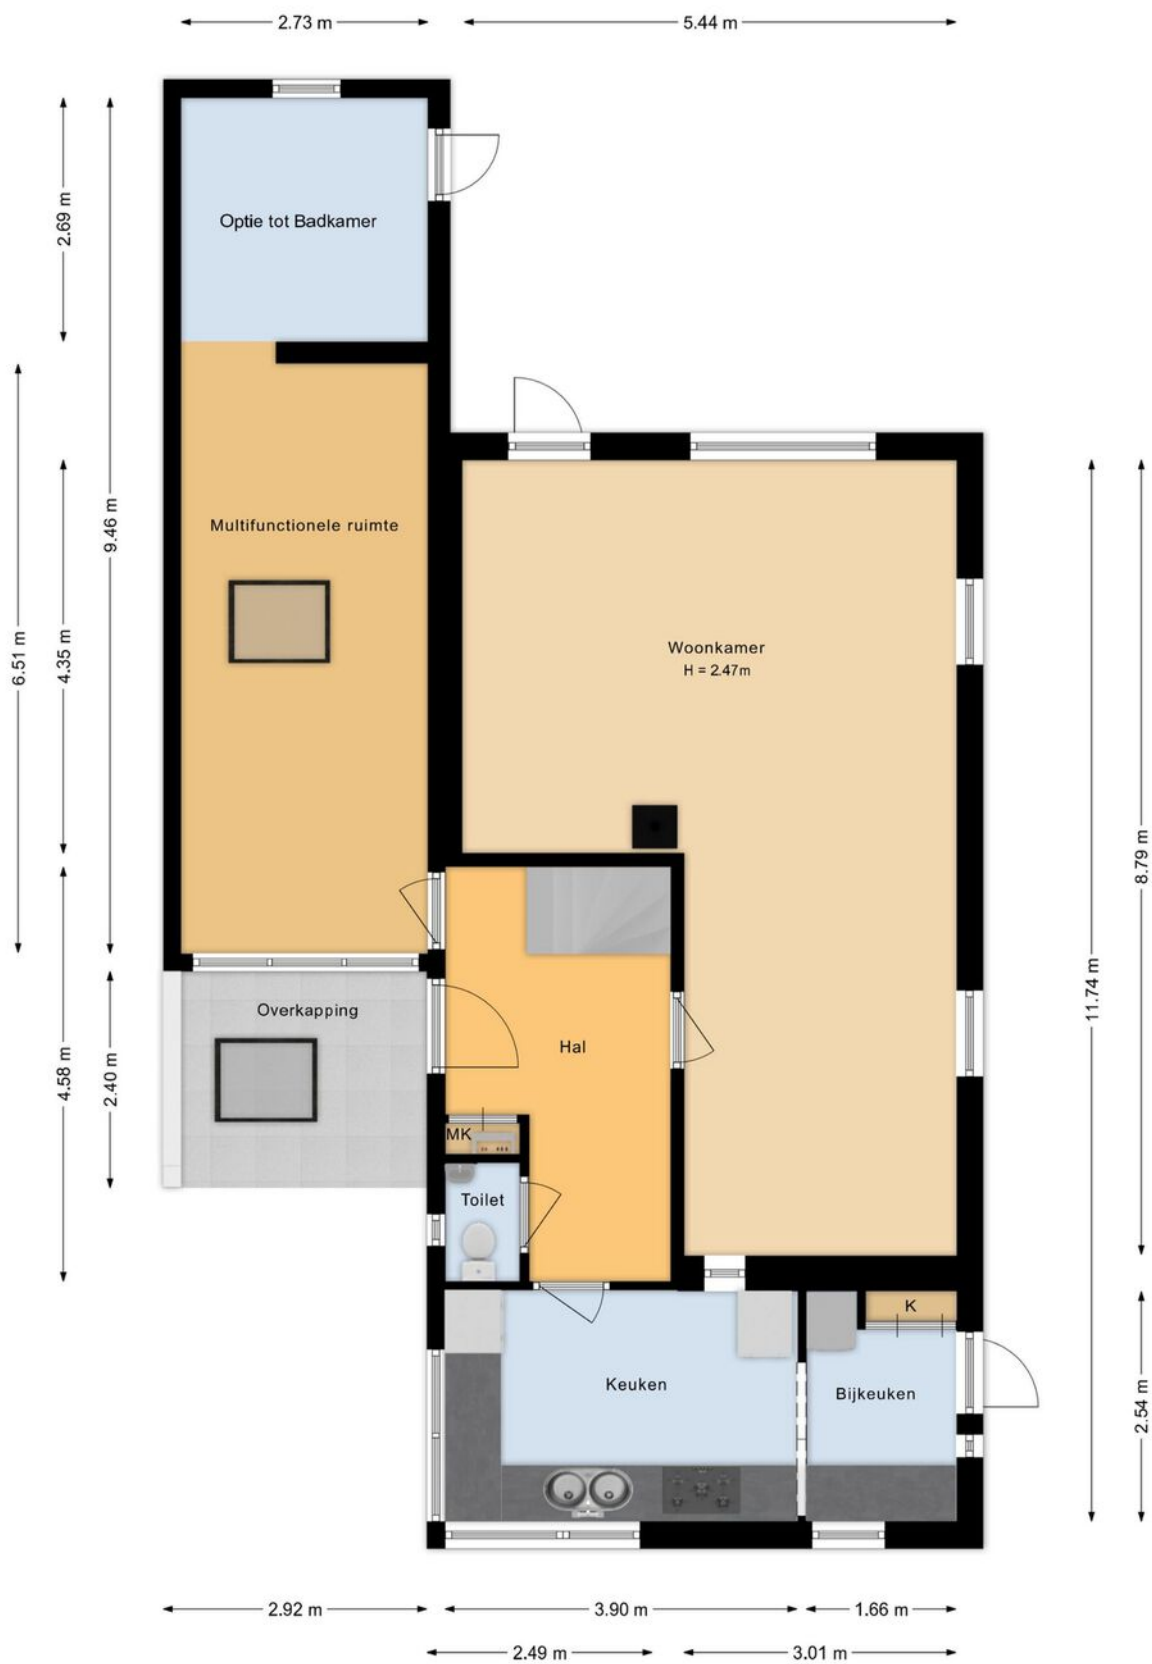 2.73 m
5.44 m
2.69 m
Optie tot Badkamer
9.46 m
Multifunctionele ruimte
6.51 m
4.35 m
Woonkamer
H = 2.47m
8.79 m
11.74 m
Overkapping
Hal
4.58 m
2.40 m
MK
Toilet
K
Keuken
Bijkeuken
2.54 m
2.92 m
3.90 m
1.66 m
2.49 m
3.01 m